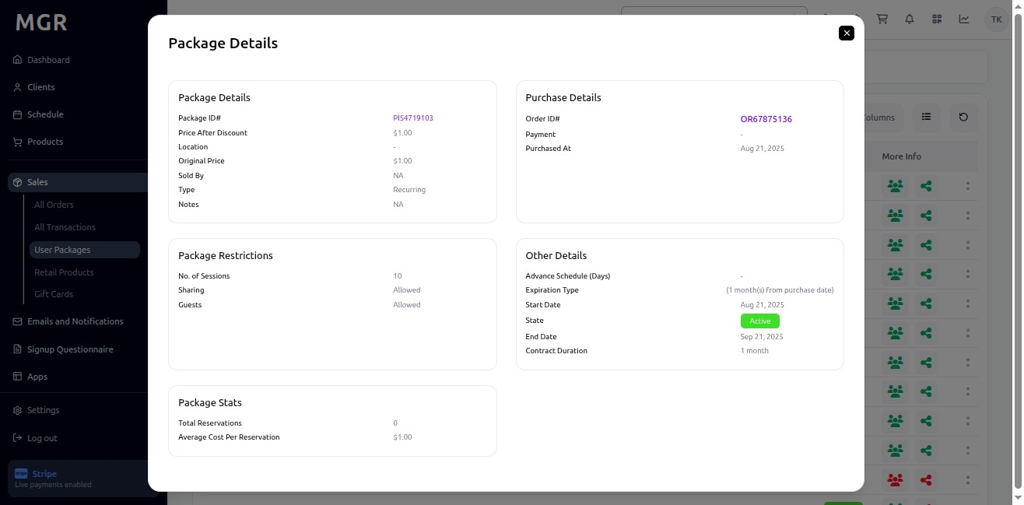 MGR
Dashboard
Clients
Schedule
Products
Sales
All Orders
All Transactions
User Packages
Retail Products
Gift Cards
Emails and Notifications
Signup Questionnaire
Apps
Settings
Log out
Stripe
Live payments enabled
TK
olumns
More Info
Package Details
Package Details
Package ID# PI54719103
Price After Discount $1.00
Location -
Original Price $1.00
Sold By NA
Type Recurring
Notes NA
Purchase Details
Order ID# OR67875136
Payment -
Purchased At Aug 21, 2025
Package Restrictions
No. of Sessions 10
Sharing Allowed
Guests Allowed
Other Details
Advance Schedule (Days) -
Expiration Type (1 month(s) from purchase date)
Start Date Aug 21, 2025
State Active
End Date Sep 21, 2025
Contract Duration 1 month
Package Stats
Total Reservations 0
Average Cost Per Reservation $1.00